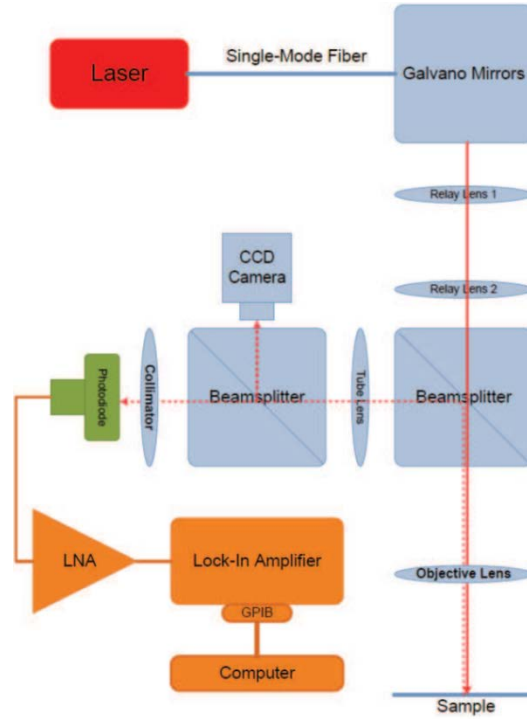 Laser
Single-Mode Fiber
Galvano Mirrors
Relay Lens 1
Relay Lens 2
CCD
Camera
Photodiode
Collimator
Beamsplitter
Tube Lens
Beamsplitter
LNA
Lock-In Amplifier
GPIB
Computer
Objective Lens
Sample